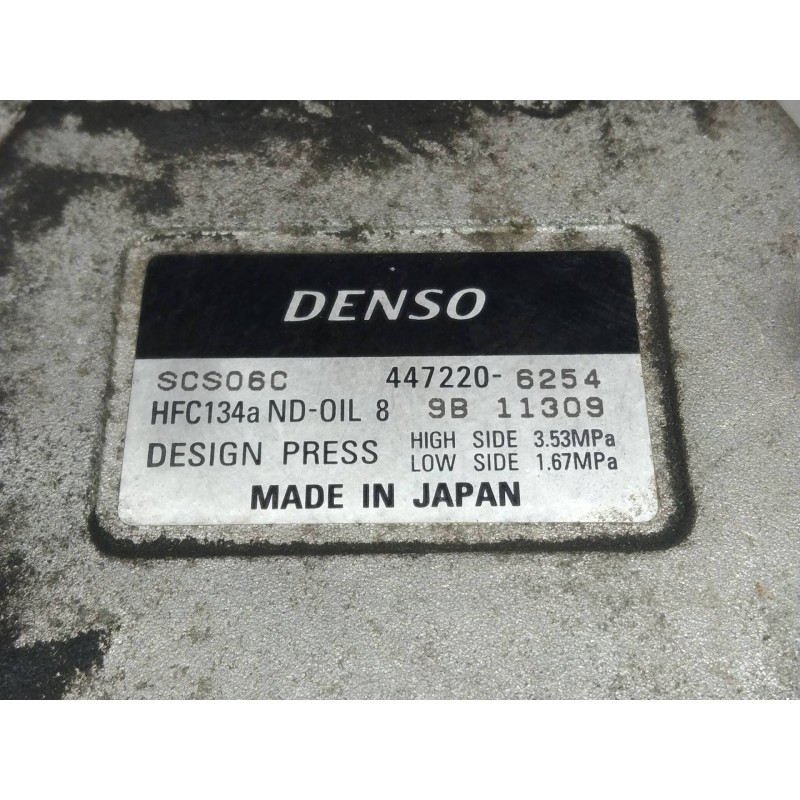 DENSO
SCS06C 447220-6254
HFC134a ND-OIL 8 9B 11309
DESIGN PRESS HIGH SIDE 3.53MPa
LOW SIDE 1.67MPa
MADE IN JAPAN